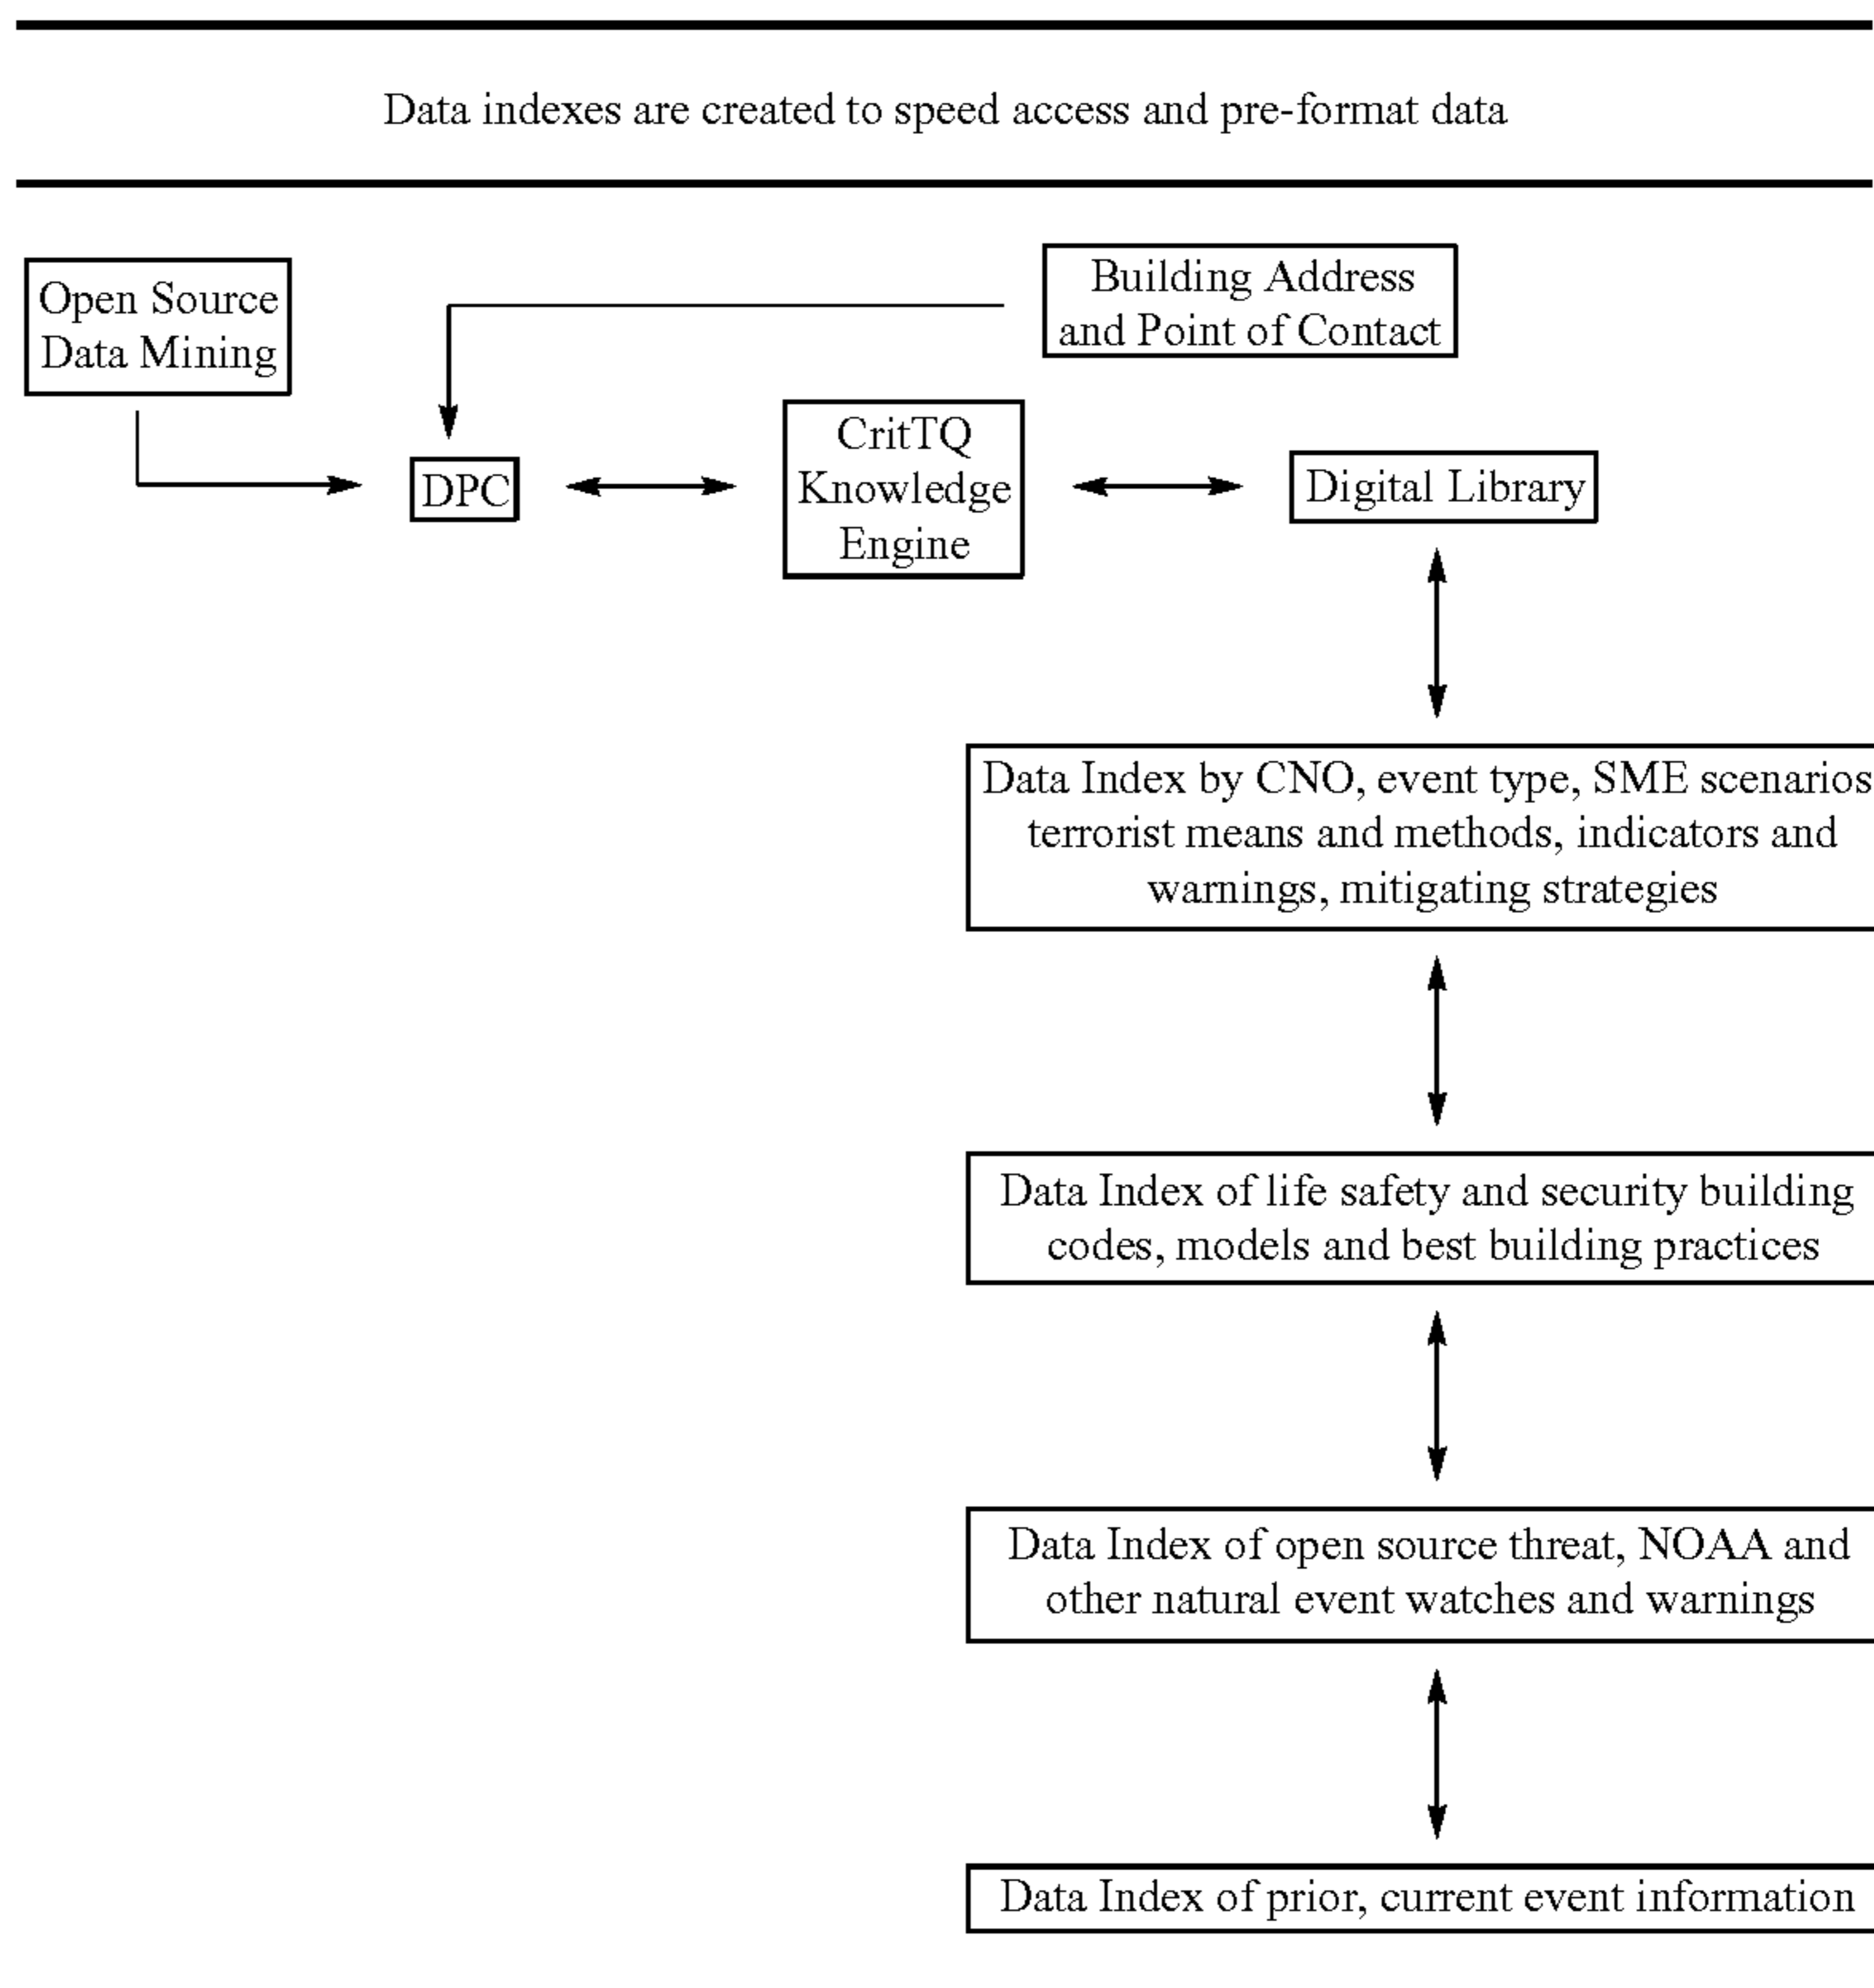 Data indexes are created to speed access and pre-format data
Open Source
Data Mining
Building Address
and Point of Contact
DPC
CritTQ
Knowledge
Engine
Digital Library
Data Index by CNO, event type, SME scenarios
terrorist means and methods, indicators and
warnings, mitigating strategies
Data Index of life safety and security building
codes, models and best building practices
Data Index of open source threat, NOAA and
other natural event watches and warnings
Data Index of prior, current event information